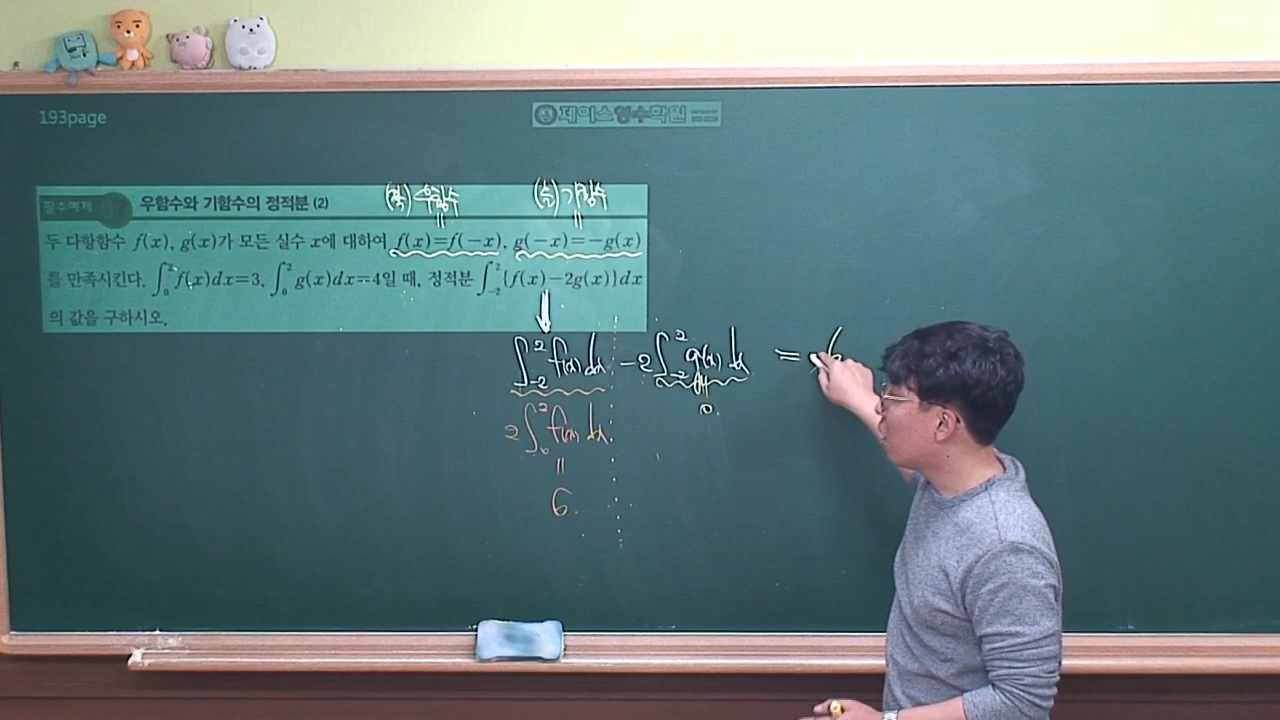 193page
제이스영수학원
(짝) 우함수 (홀) 기함수
필수예제 우함수와 기함수의 정적분 (2)
두 다항함수 f(x), g(x)가 모든 실수 x에 대하여 f(x)=f(−x), g(−x)=−g(x)
를 만족시킨다. ∫₀² f(x)dx=3, ∫₀² g(x)dx=4일 때, 정적분 ∫₋₂² {f(x)−2g(x)}dx
의 값을 구하시오.
∫₋₂² f(x) dx − 2∫₋₂² g(x) dx = 6
0.
2∫₀² f(x) dx.
=
6.